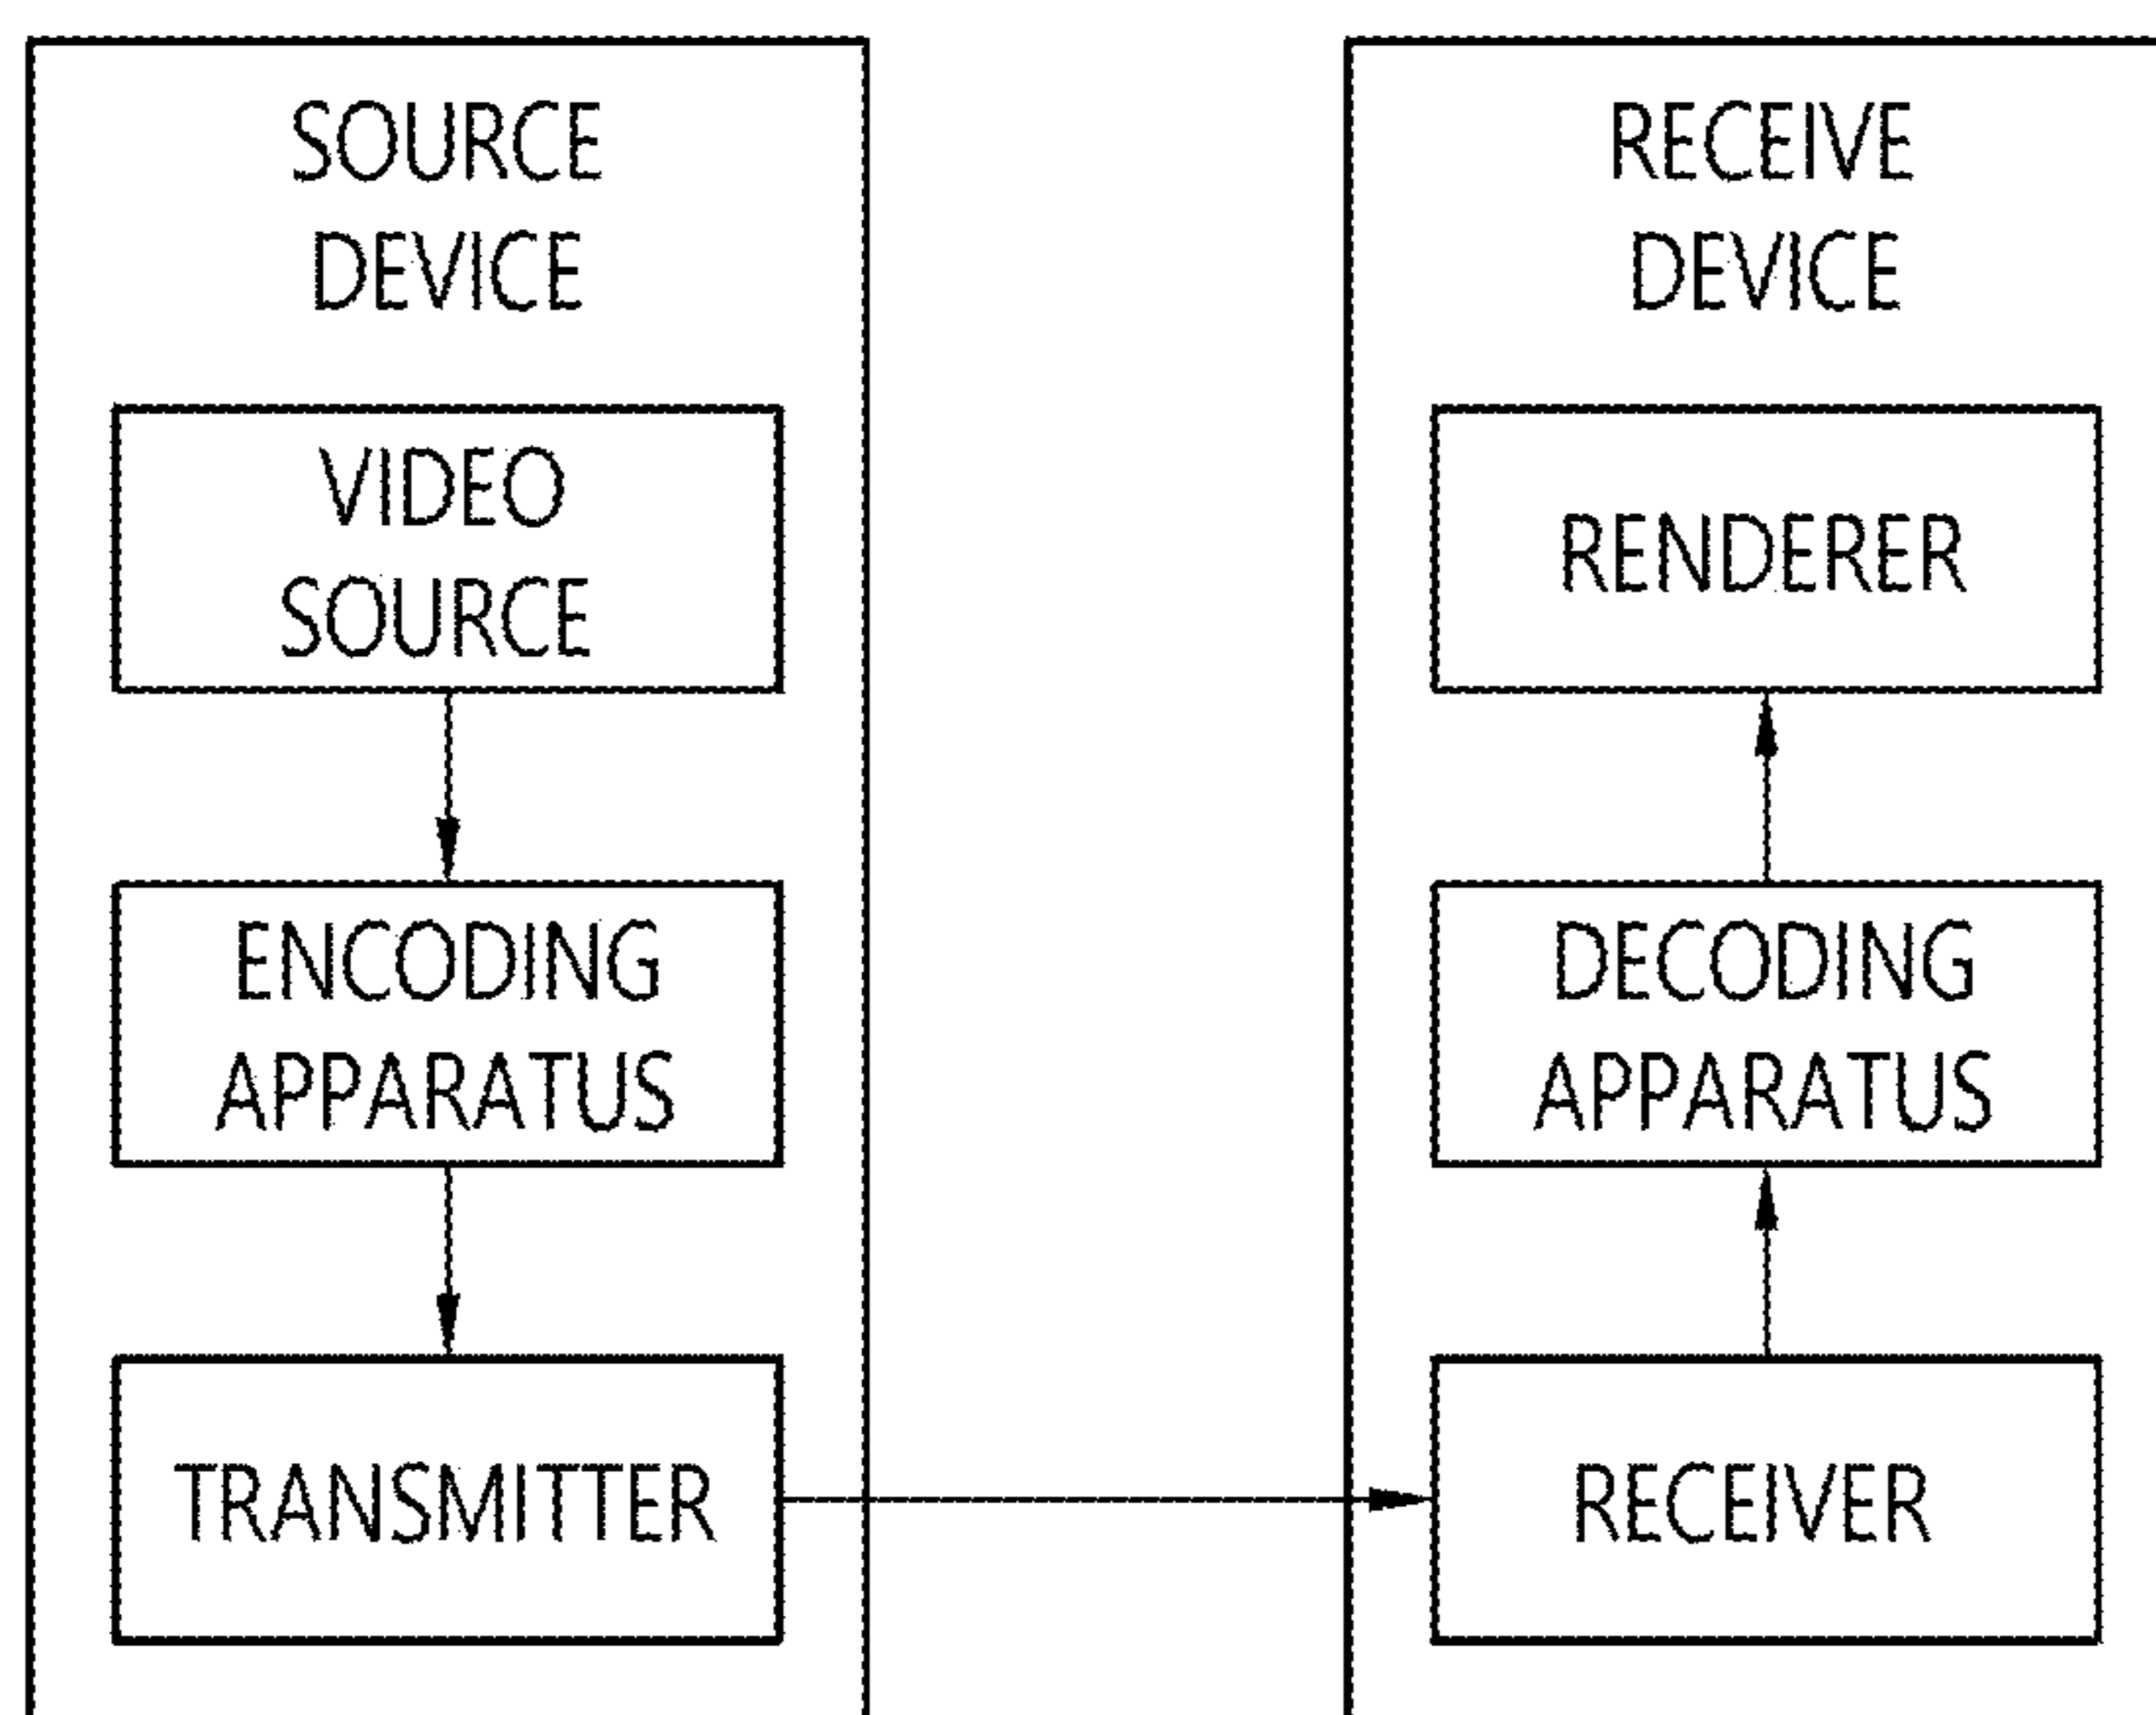 SOURCE
DEVICE
VIDEO
SOURCE
ENCODING
APPARATUS
TRANSMITTER
RECEIVE
DEVICE
RENDERER
DECODING
APPARATUS
RECEIVER